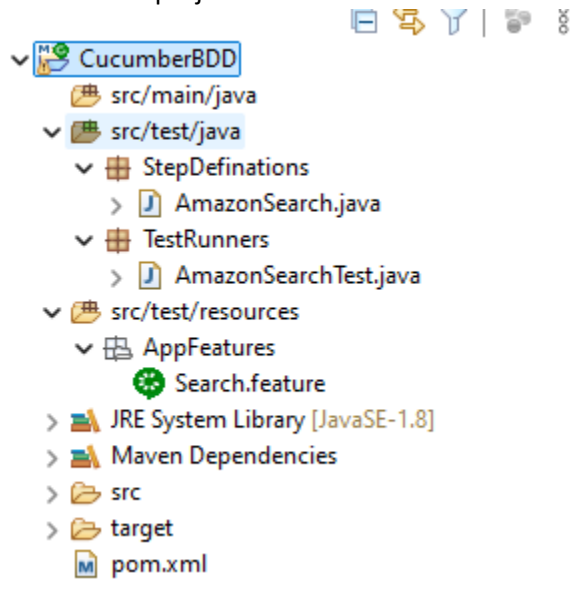 CucumberBDD
src/main/java
src/test/java
StepDefinations
AmazonSearch.java
TestRunners
AmazonSearchTest.java
src/test/resources
AppFeatures
Search.feature
JRE System Library [JavaSE-1.8]
Maven Dependencies
src
target
pom.xml